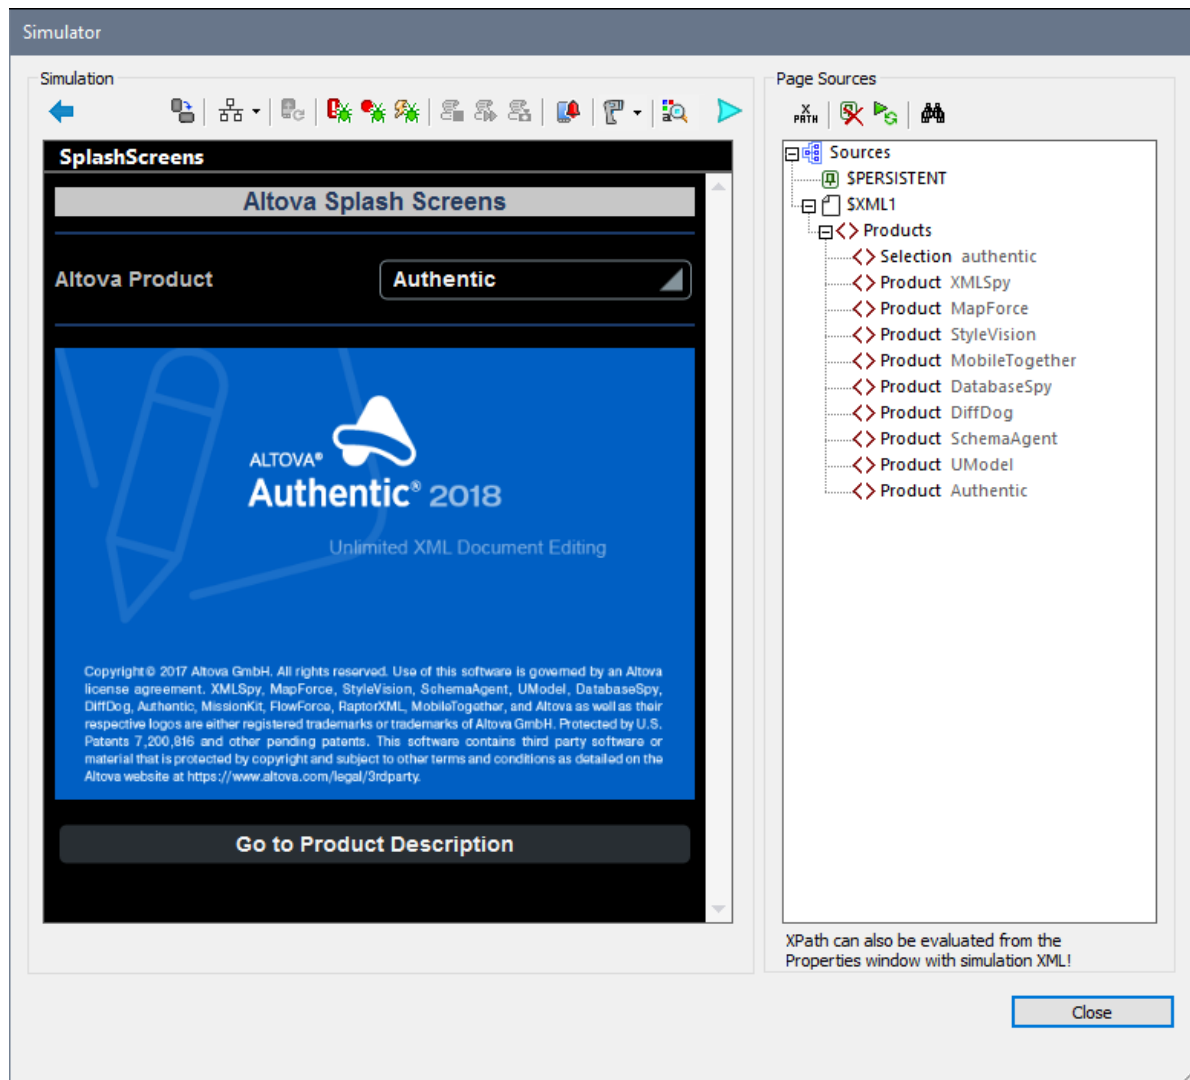 Simulator
Simulation
SplashScreens
Altova Splash Screens
Altova Product
Authentic
ALTOVA®
Authentic® 2018
Unlimited XML Document Editing
Copyright© 2017 Altova GmbH. All rights reserved. Use of this software is governed by an Altova
license agreement. XMLSpy, MapForce, StyleVision, SchemaAgent, UModel, DatabaseSpy,
DiffDog, Authentic, MissionKit, FlowForce, RaptorXML, MobileTogether, and Altova as well as their
respective logos are either registered trademarks or trademarks of Altova GmbH. Protected by U.S.
Patents 7,200,816 and other pending patents. This software contains third party software or
material that is protected by copyright and subject to other terms and conditions as detailed on the
Altova website at https://www.altova.com/legal/3rdparty.
Go to Product Description
Page Sources
X
PATH
Sources
$PERSISTENT
$XML1
Products
Selection authentic
Product XMLSpy
Product MapForce
Product StyleVision
Product MobileTogether
Product DatabaseSpy
Product DiffDog
Product SchemaAgent
Product UModel
Product Authentic
XPath can also be evaluated from the
Properties window with simulation XML!
Close